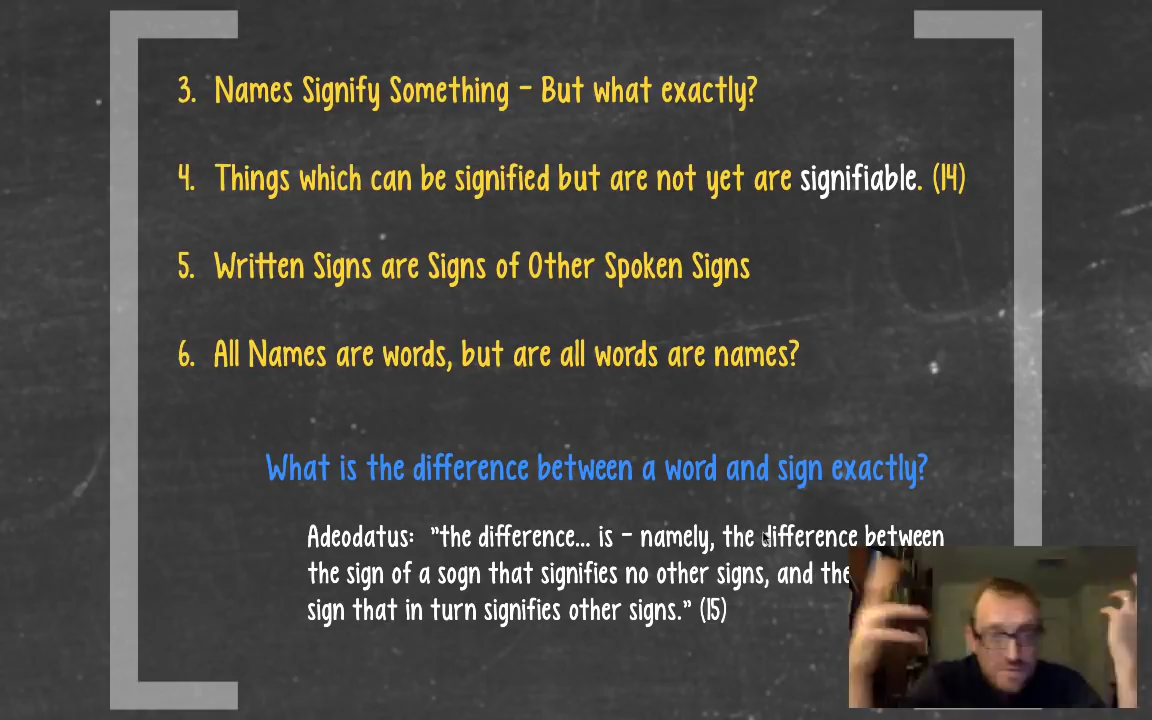 3. Names Signify Something - But what exactly?
4. Things which can be signified but are not yet are signifiable. (14)
5. Written Signs are Signs of Other Spoken Signs
6. All Names are words, but are all words are names?
What is the difference between a word and sign exactly?
Adeodatus: "the difference... is - namely, the difference between
the sign of a sogn that signifies no other signs, and the
sign that in turn signifies other signs." (15)